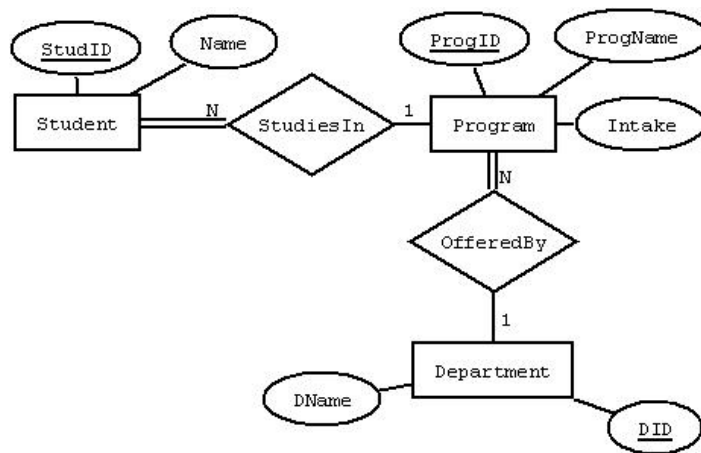 StudID
Name
ProgID
ProgName
Student
N
StudiesIn
1
Program
Intake
N
OfferedBy
1
Department
DName
DID